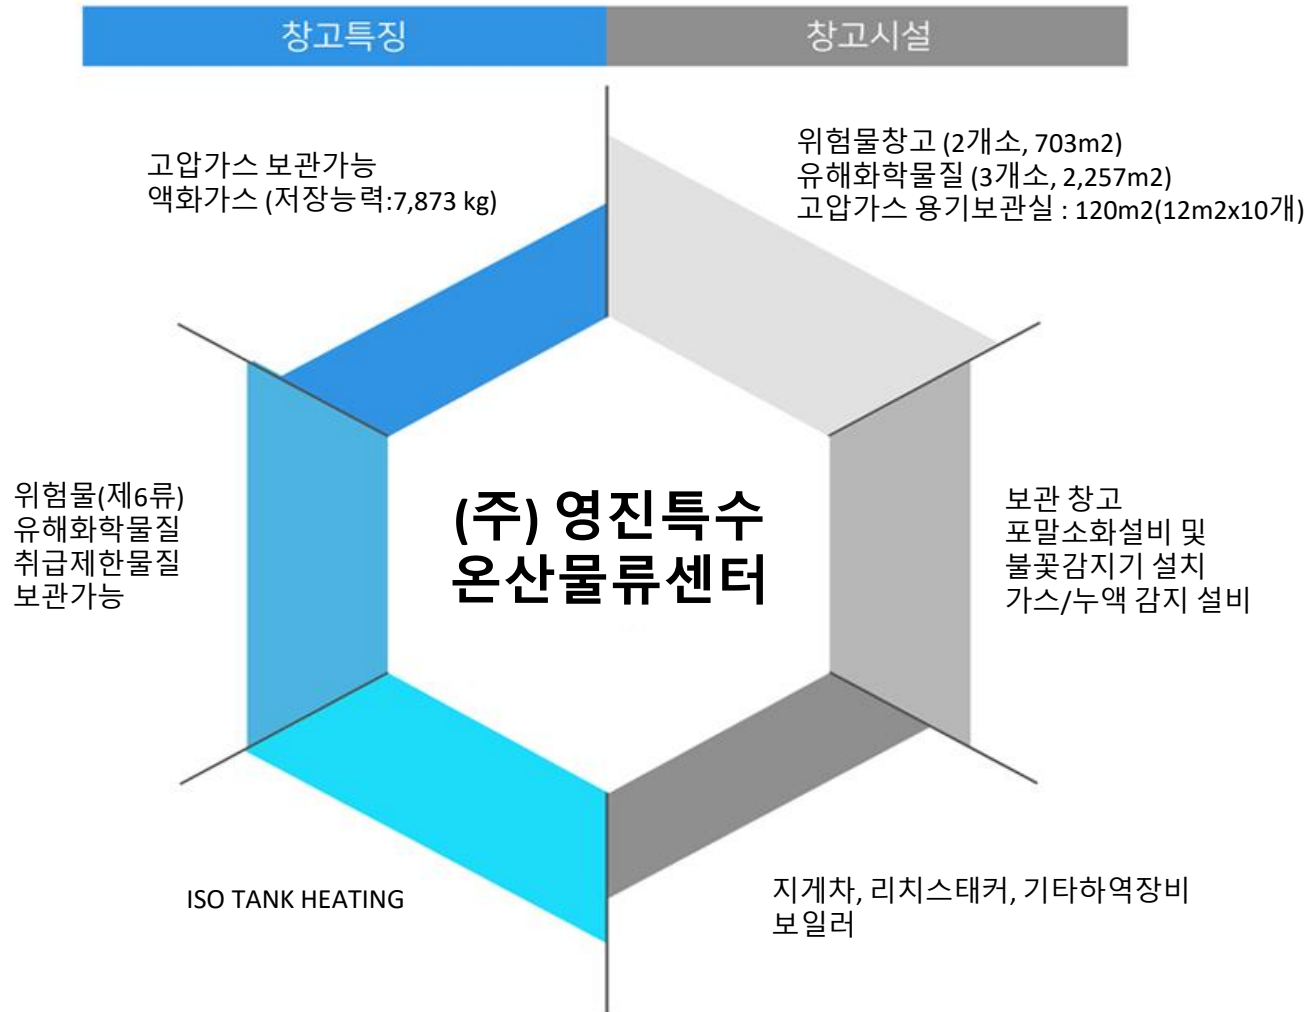 창고특징
창고시설
고압가스 보관가능
액화가스 (저장능력:7,873 kg)
위험물창고 (2개소, 703m2)
유해화학물질 (3개소, 2,257m2)
고압가스 용기보관실 : 120m2(12m2x10개)
위험물(제6류)
유해화학물질
취급제한물질
보관가능
(주) 영진특수
온산물류센터
보관 창고
포말소화설비 및
불꽃감지기 설치
가스/누액 감지 설비
ISO TANK HEATING
지게차, 리치스태커, 기타하역장비
보일러